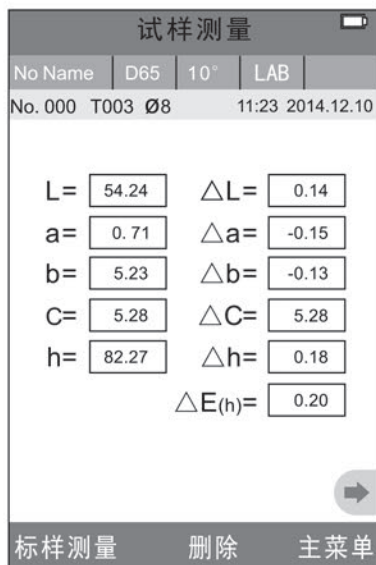 试样测量
No Name D65 10° LAB
No. 000 T003 Ø8 11:23 2014.12.10
L= 54.24 △L= 0.14
a= 0. 71 △a= -0.15
b= 5.23 △b= -0.13
C= 5.28 △C= 5.28
h= 82.27 △h= 0.18
△E(h)= 0.20
标样测量 删除 主菜单